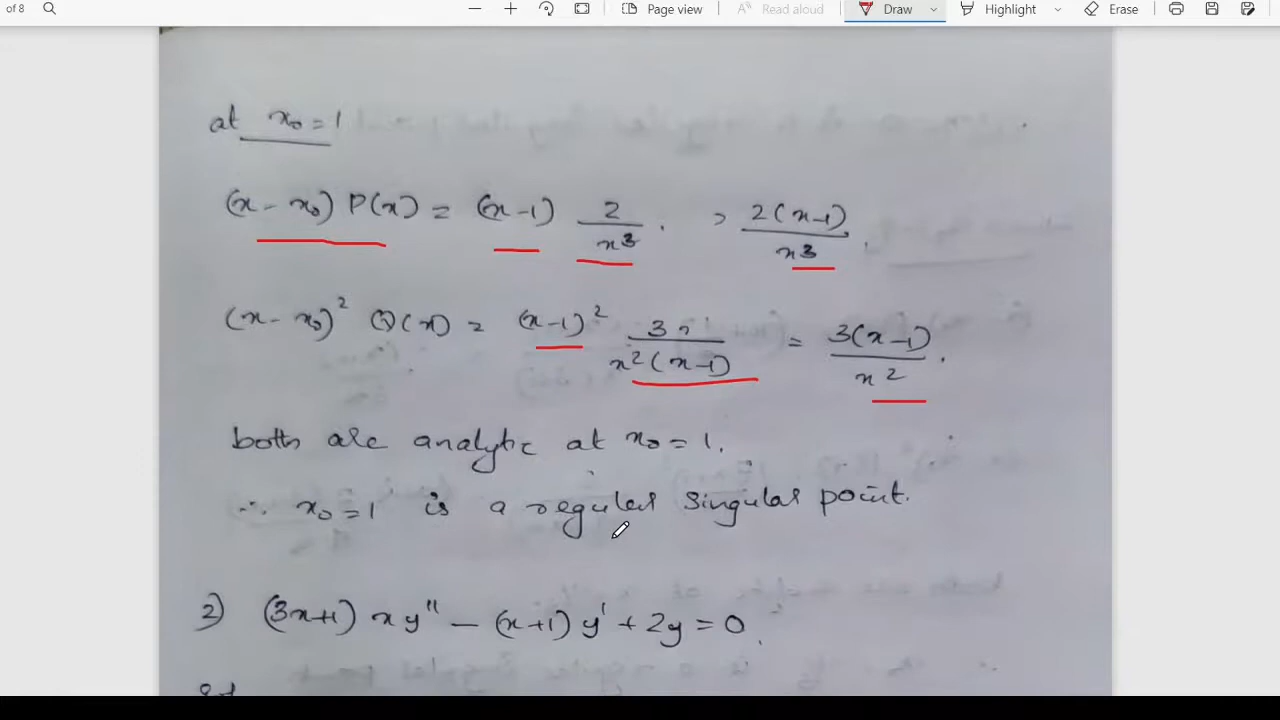 of 8 Page view Read aloud Draw Highlight Erase
at x₀ = 1
(x - x₀) P(x) = (x-1) 2/x³ . > 2(x-1)/x³ .
(x - x₀)² Q(x) = (x-1)² 3x/x²(x-1) = 3(x-1)/x² .
both are analytic at x₀ = 1.
∴ x₀ = 1 is a regular singular point.
2) (3x+1) x y'' - (x+1) y' + 2y = 0.